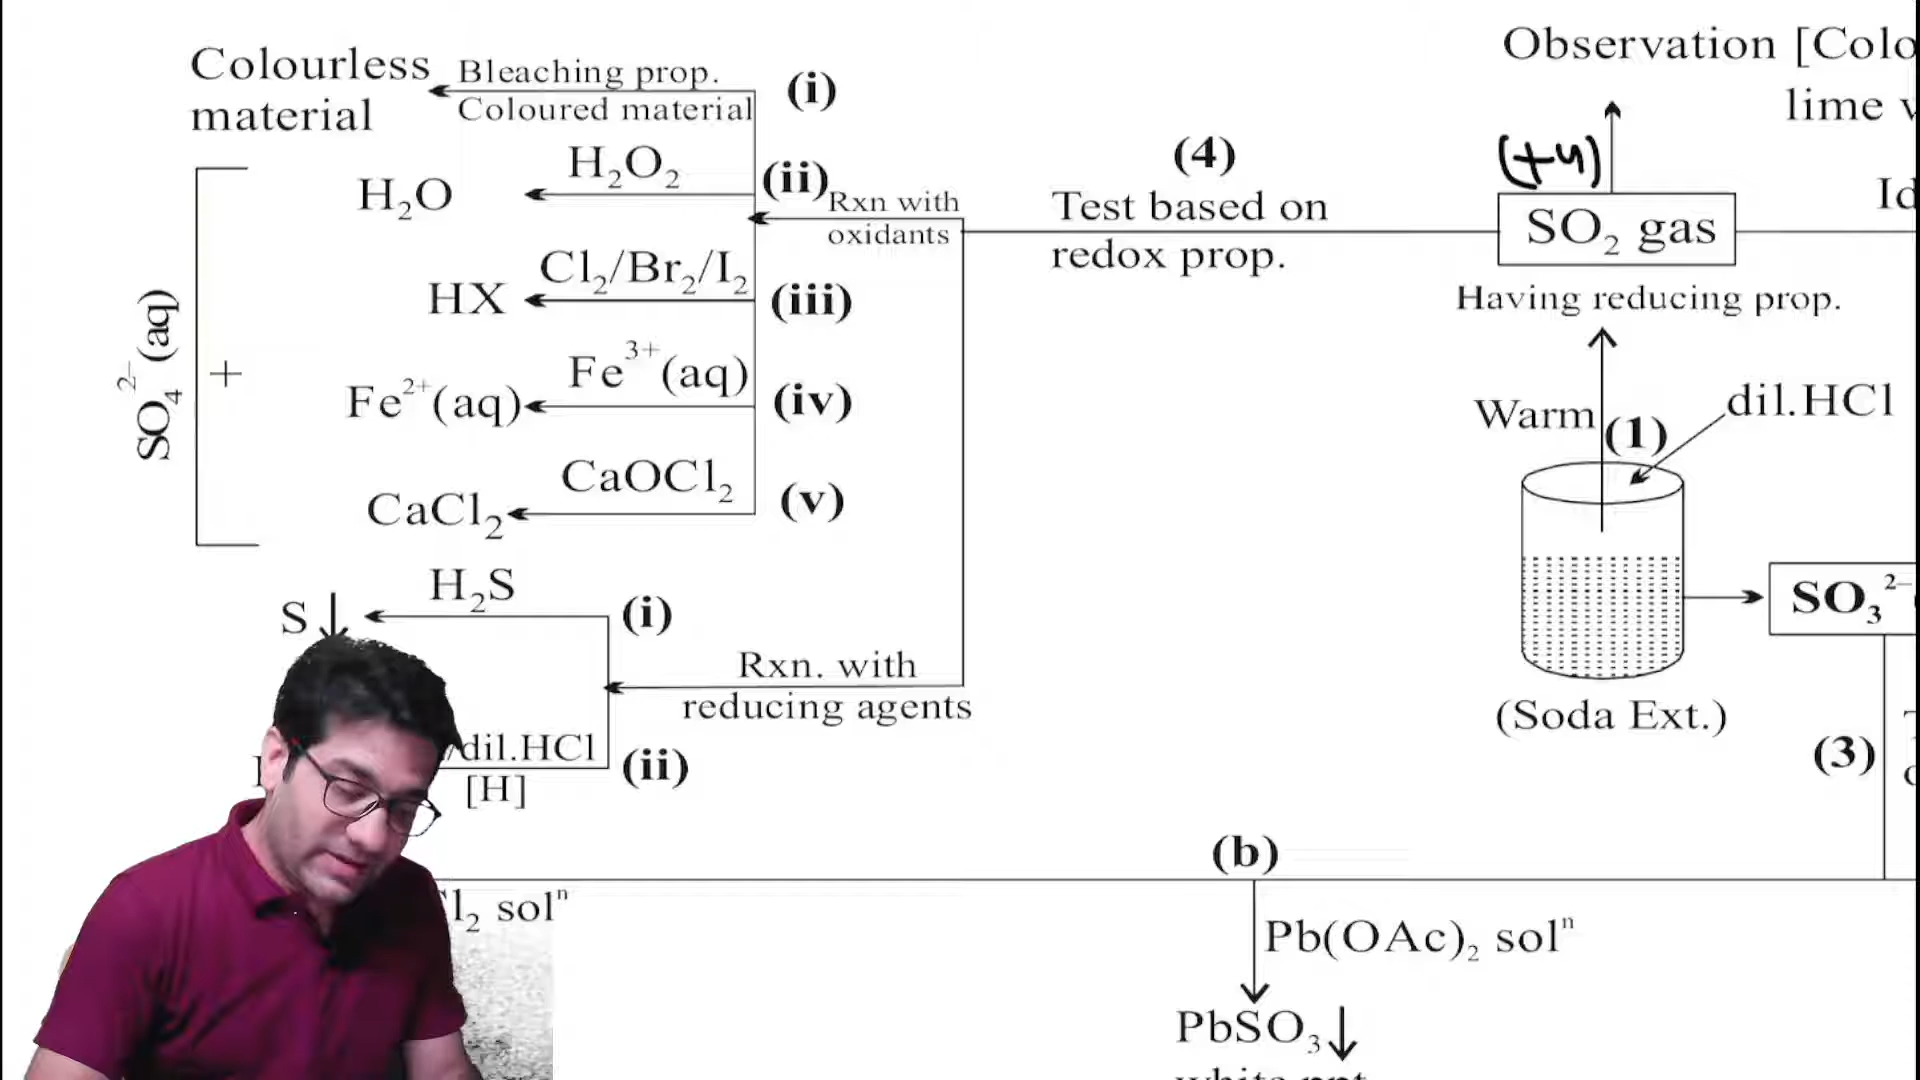 Colourless
material
Bleaching prop.
Coloured material
(i)
H₂O
H₂O₂
(ii)
HX
Cl₂/Br₂/I₂
(iii)
Fe²⁺(aq)
Fe³⁺(aq)
(iv)
CaCl₂
CaOCl₂
(v)
SO₄²⁻ (aq)
+
Rxn with
oxidants
(4)
Test based on
redox prop.
Observation [Colo
lime
(+4)
SO₂ gas
Having reducing prop.
Id
Warm
(1)
dil.HCl
SO₃²⁻
(Soda Ext.)
(3)
S↓
H₂S
(i)
Rxn. with
reducing agents
/dil.HCl
[H]
(ii)
l₂ solⁿ
(b)
Pb(OAc)₂ solⁿ
PbSO₃↓
white ppt